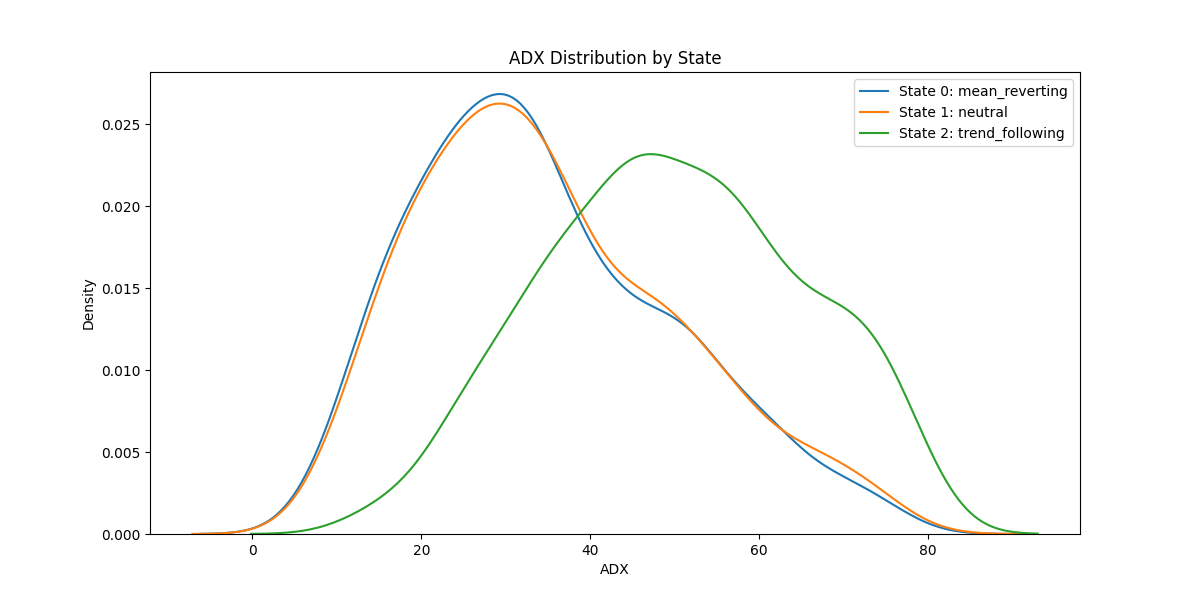 ADX Distribution by State
State 0: mean_reverting
State 1: neutral
State 2: trend_following
Density
0.025
0.020
0.015
0.010
0.005
0.000
0 20 40 60 80
ADX